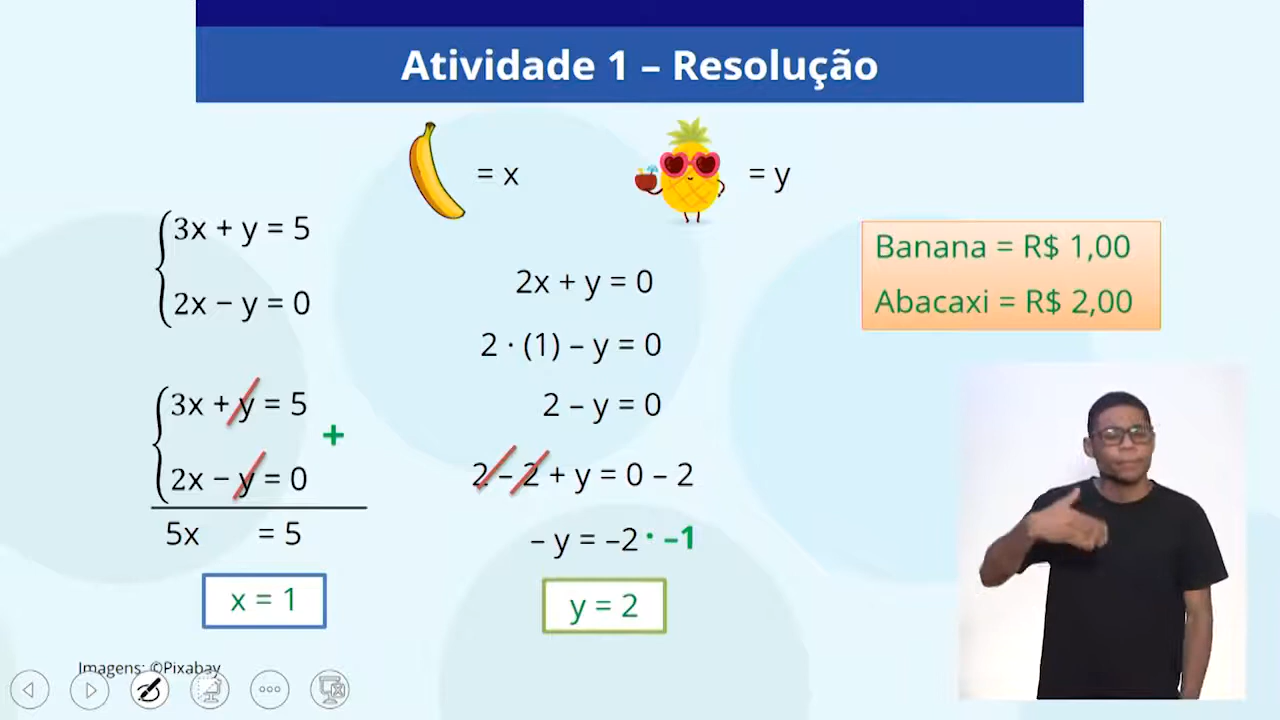 Atividade 1 – Resolução
= x
= y
3x + y = 5
2x − y = 0
3x + y = 5
+
2x − y = 0
5x = 5
x = 1
2x + y = 0
2 · (1) – y = 0
2 – y = 0
2 – 2 + y = 0 – 2
– y = –2 · –1
y = 2
Banana = R$ 1,00
Abacaxi = R$ 2,00
Imagens: ©Pixabay